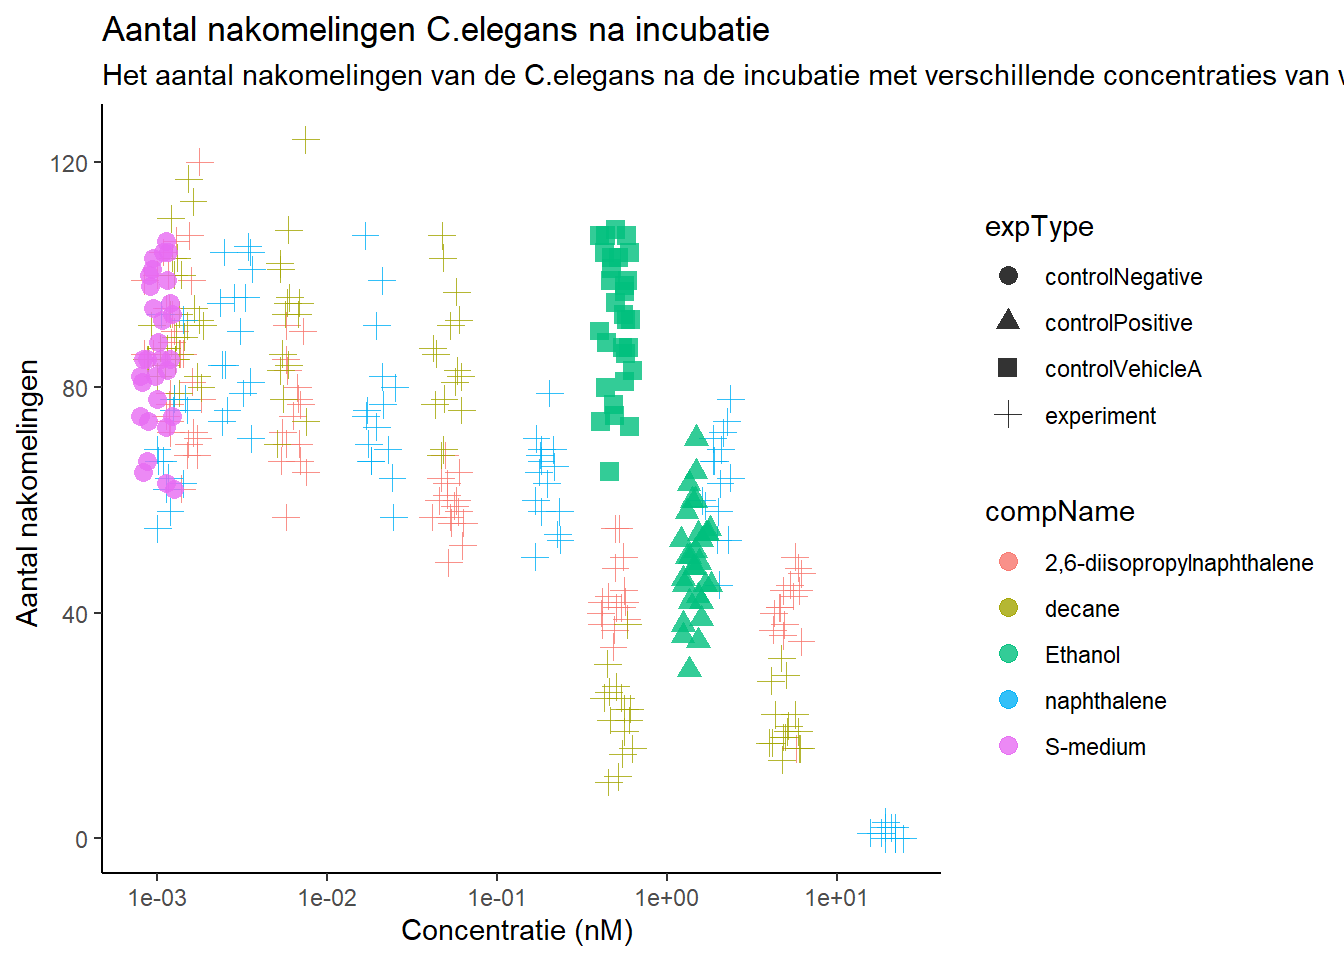 Aantal nakomelingen C.elegans na incubatie
Het aantal nakomelingen van de C.elegans na de incubatie met verschillende concentraties van
Aantal nakomelingen
120
80
40
0
1e-03
1e-02
1e-01
1e+00
1e+01
Concentratie (nM)
expType
controlNegative
controlPositive
controlVehicleA
experiment
compName
2,6-diisopropylnaphthalene
decane
Ethanol
naphthalene
S-medium